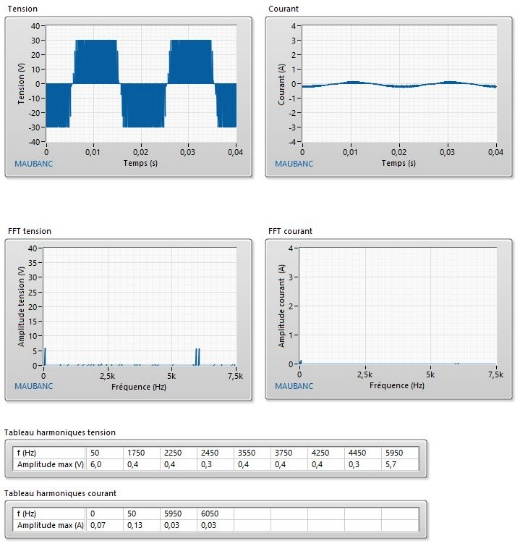 Tension
Courant
Tension (V)
40
30
20
10
0
-10
-20
-30
-40
0 0,01 0,02 0,03 0,04
Temps (s)
MAUBANC
Courant (A)
4
3
2
1
0
-1
-2
-3
-4
0 0,01 0,02 0,03 0,04
Temps (s)
MAUBANC
FFT tension
FFT courant
Amplitude tension (V)
40
35
30
25
20
15
10
5
0
0 2,5k 5k 7,5k
Fréquence (Hz)
MAUBANC
Amplitude courant (A)
4
3
2
1
0
0 2,5k 5k 7,5k
Fréquence (Hz)
MAUBANC
Tableau harmoniques tension
f (Hz) 50 1750 2250 2450 3550 3750 4250 4450 5950
Amplitude max (V) 6,0 0,4 0,4 0,3 0,4 0,4 0,4 0,3 5,7
Tableau harmoniques courant
f (Hz) 0 50 5950 6050
Amplitude max (A) 0,07 0,13 0,03 0,03